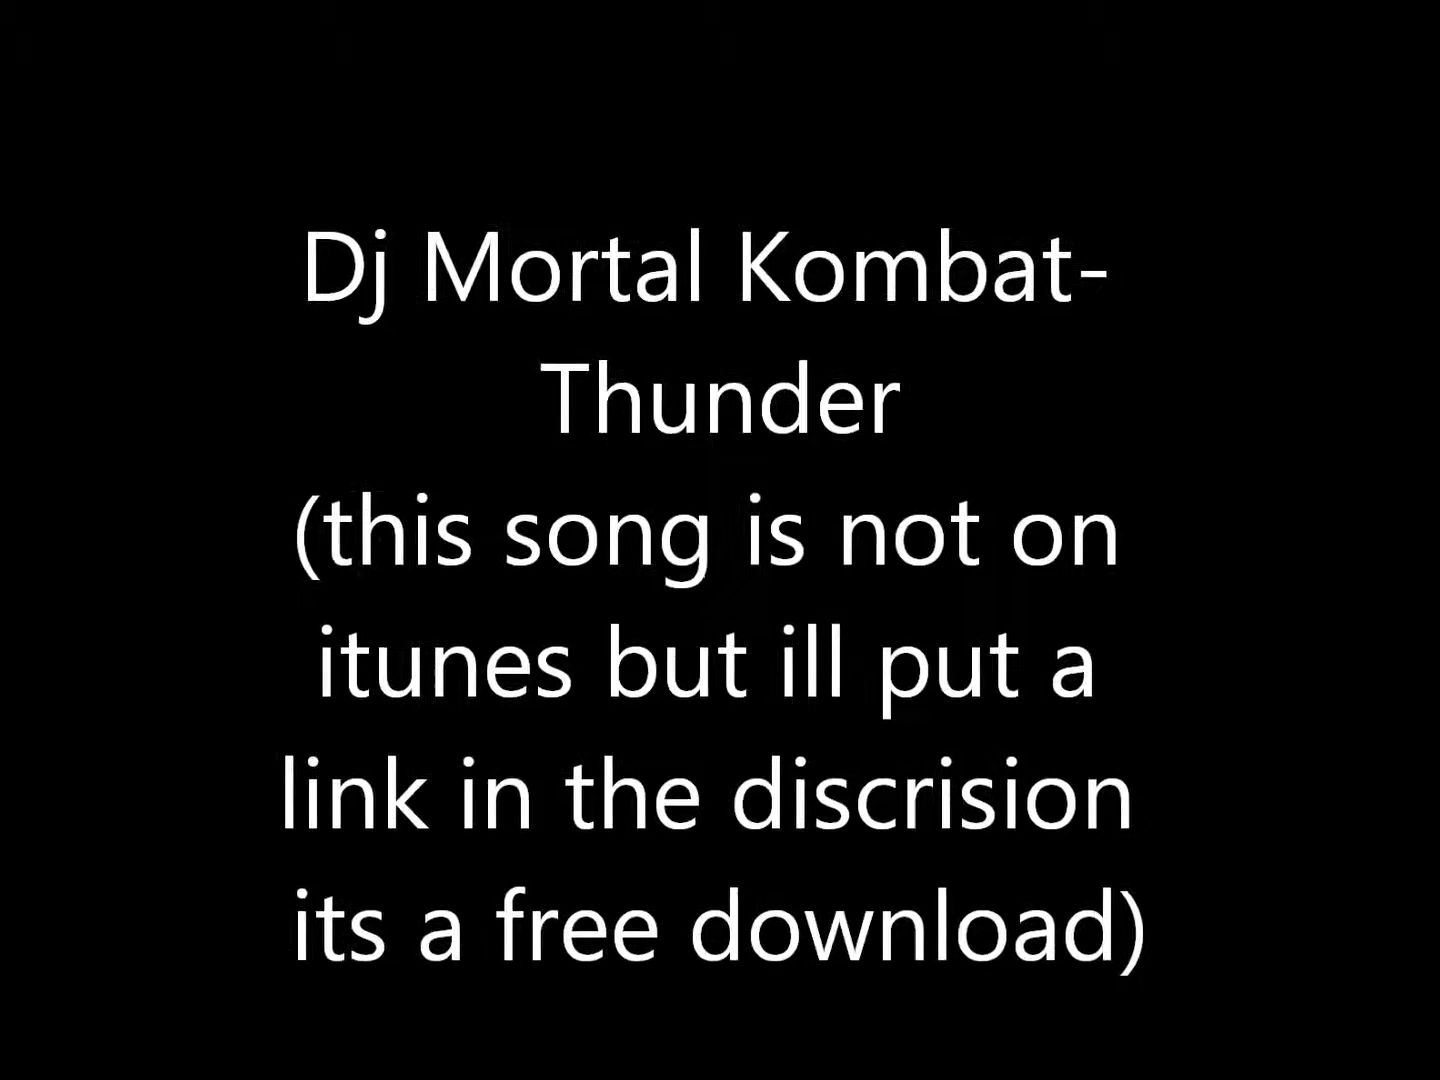 Dj Mortal Kombat-
Thunder
(this song is not on
itunes but ill put a
link in the discrision
its a free download)